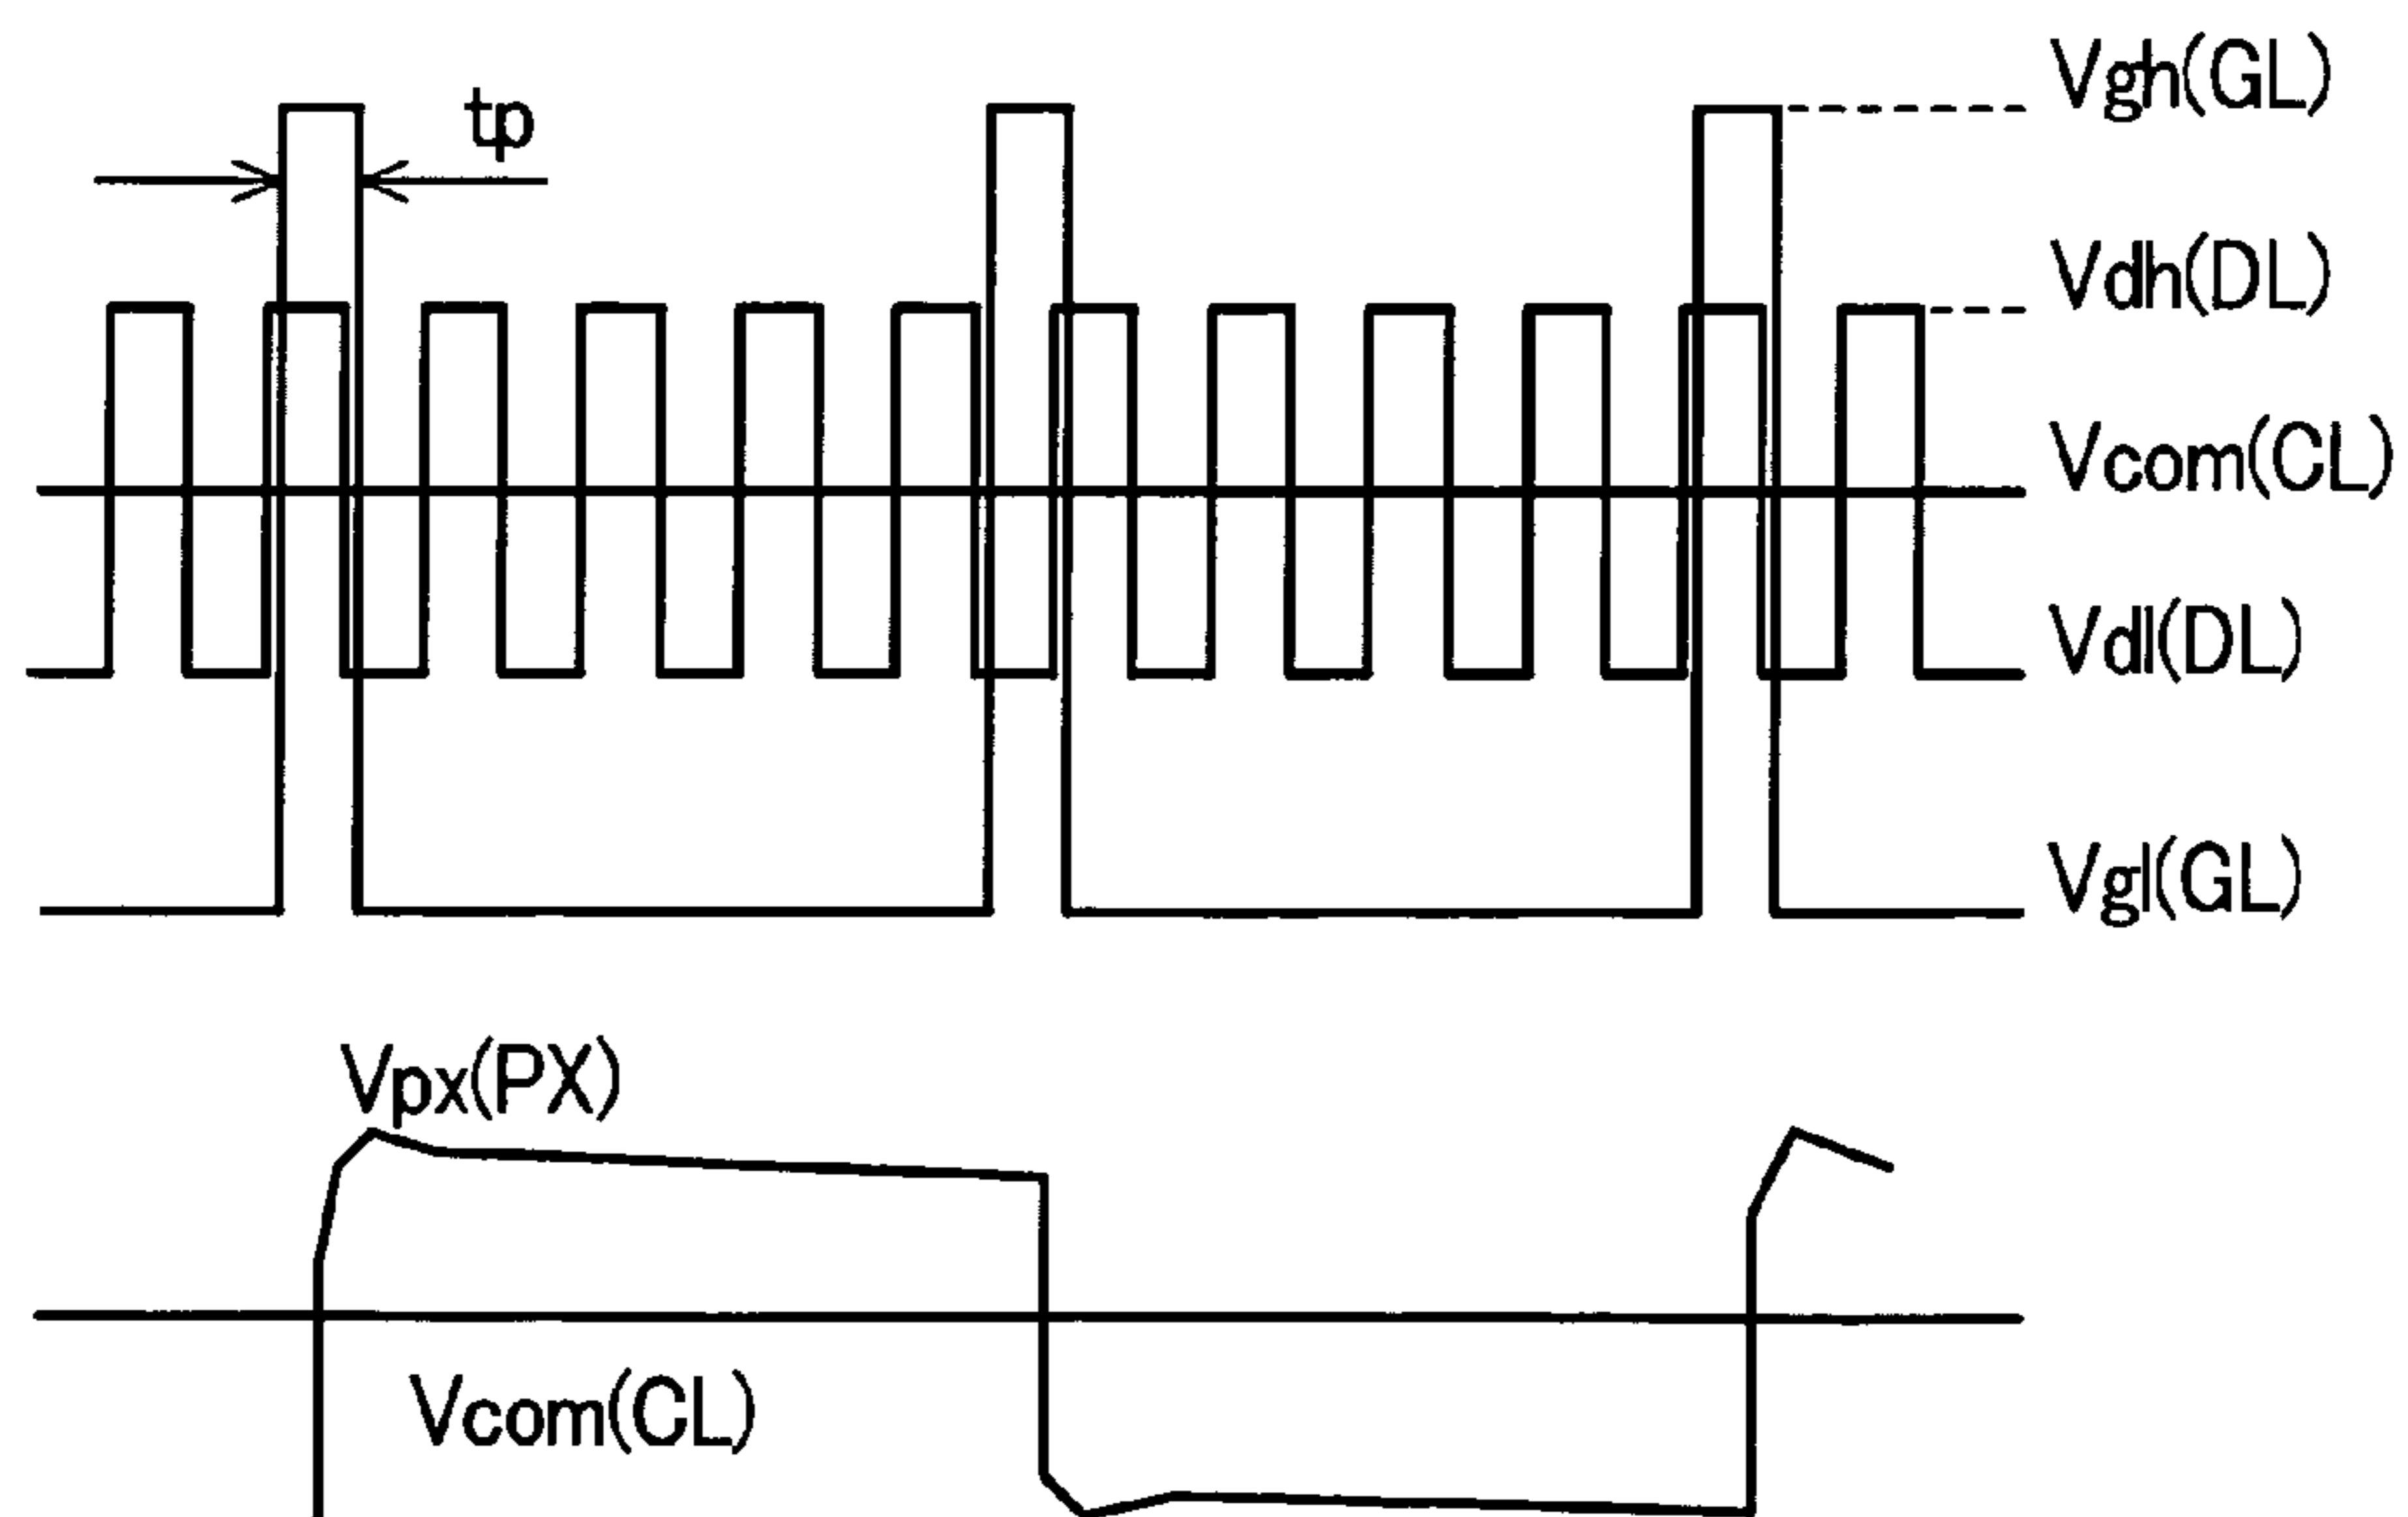 Vgh(GL)
tp
Vdh(DL)
Vcom(CL)
Vdl(DL)
Vgl(GL)
Vpx(PX)
Vcom(CL)